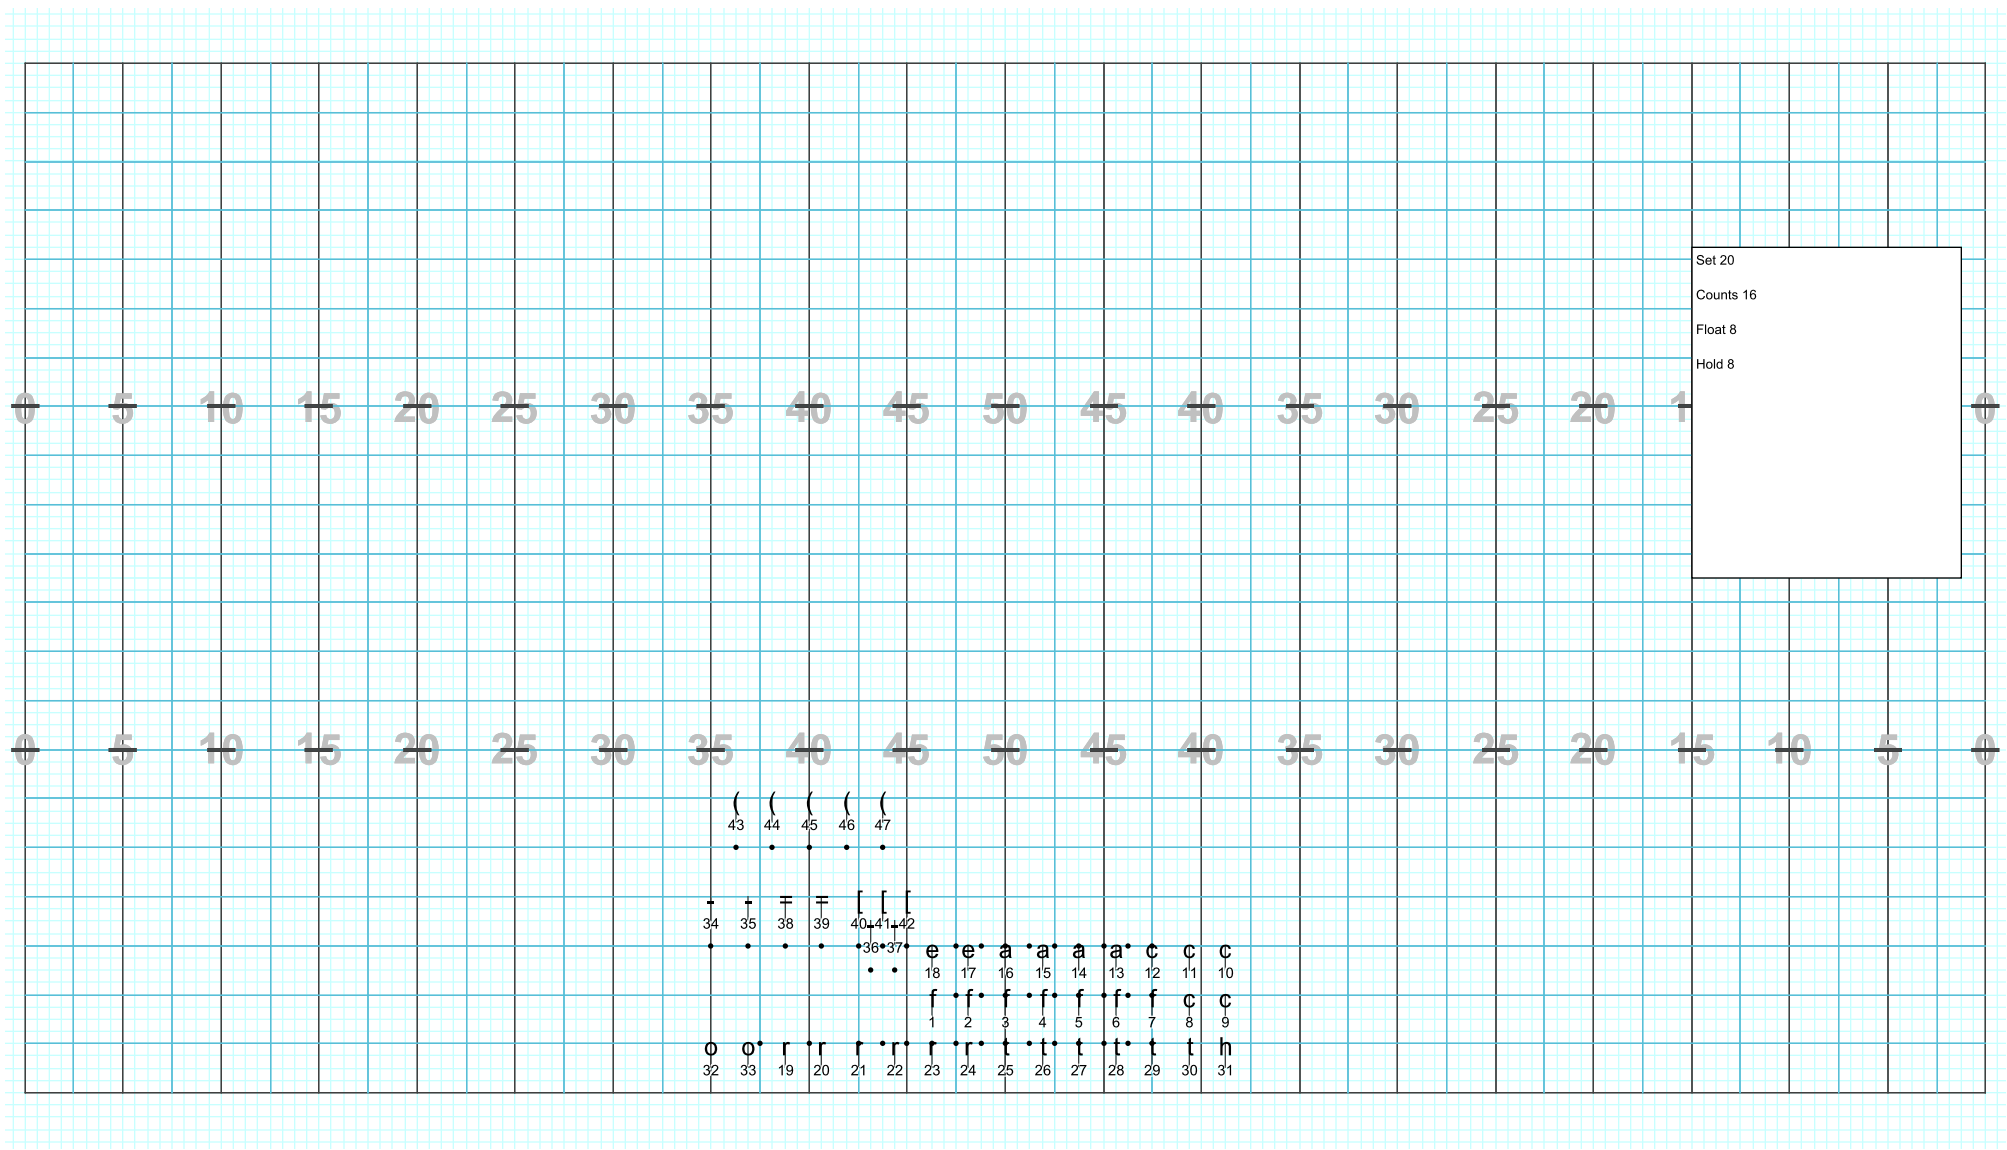 Set 20
Counts 16
Float 8
Hold 8
0 5 10 15 20 25 30 35 40 45 50 45 40 35 30 25 20 1 0
0 5 10 15 20 25 30 35 40 45 50 45 40 35 30 25 20 15 10 5 0
( ( ( ( (
43 44 45 46 47
- - = = [ [ [
34 35 38 39 40 41 42
- -
36 37
e e a a a a c c c
18 17 16 15 14 13 12 11 10
f f f f f f f c c
1 2 3 4 5 6 7 8 9
o o r r r r r r t t t t t t h
32 33 19 20 21 22 23 24 25 26 27 28 29 30 31